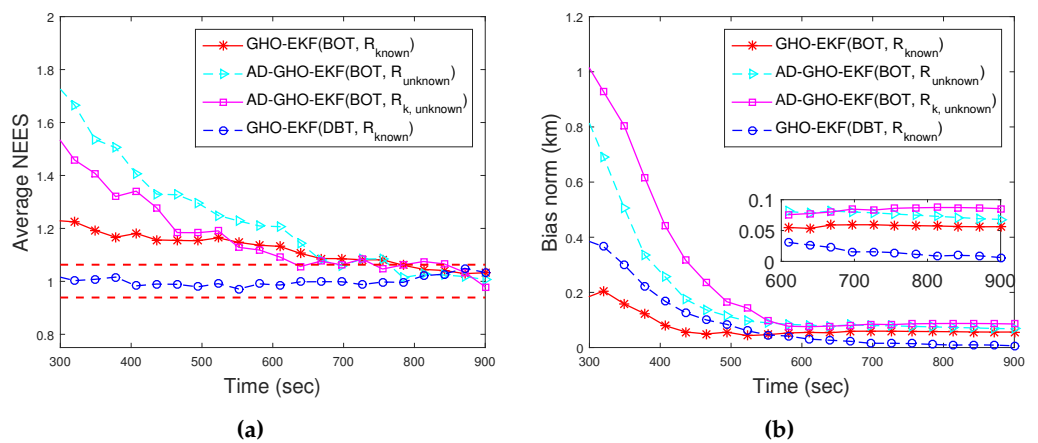 2
1.8
1.6
1.4
1.2
1
0.8
Average NEES
GHO-EKF(BOT, Rknown)
AD-GHO-EKF(BOT, Runknown)
AD-GHO-EKF(BOT, Rk, unknown)
GHO-EKF(DBT, Rknown)
300 400 500 600 700 800 900
Time (sec)
(a)
1.2
1
0.8
0.6
0.4
0.2
0
Bias norm (km)
GHO-EKF(BOT, Rknown)
AD-GHO-EKF(BOT, Runknown)
AD-GHO-EKF(BOT, Rk, unknown)
GHO-EKF(DBT, Rknown)
0.1
0.05
0
600 700 800 900
300 400 500 600 700 800 900
Time (sec)
(b)